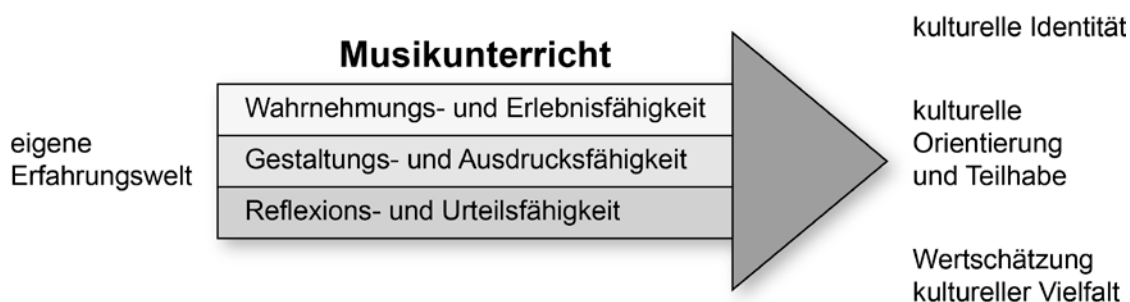 Musikunterricht
eigene
Erfahrungswelt
Wahrnehmungs- und Erlebnisfähigkeit
Gestaltungs- und Ausdrucksfähigkeit
Reflexions- und Urteilsfähigkeit
kulturelle Identität
kulturelle
Orientierung
und Teilhabe
Wertschätzung
kultureller Vielfalt